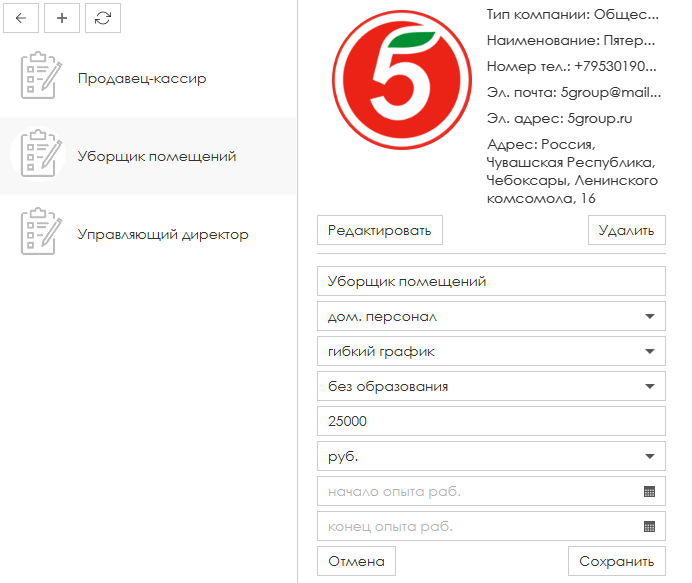 Продавец-кассир
Уборщик помещений
Управляющий директор
5
Тип компании: Общес...
Наименование: Пятер...
Номер тел.: +79530190...
Эл. почта: 5group@mail...
Эл. адрес: 5group.ru
Адрес: Россия,
Чувашская Республика,
Чебоксары, Ленинского
комсомола, 16
Редактировать
Удалить
Уборщик помещений
дом. персонал
гибкий график
без образования
25000
руб.
начало опыта раб.
конец опыта раб.
Отмена
Сохранить